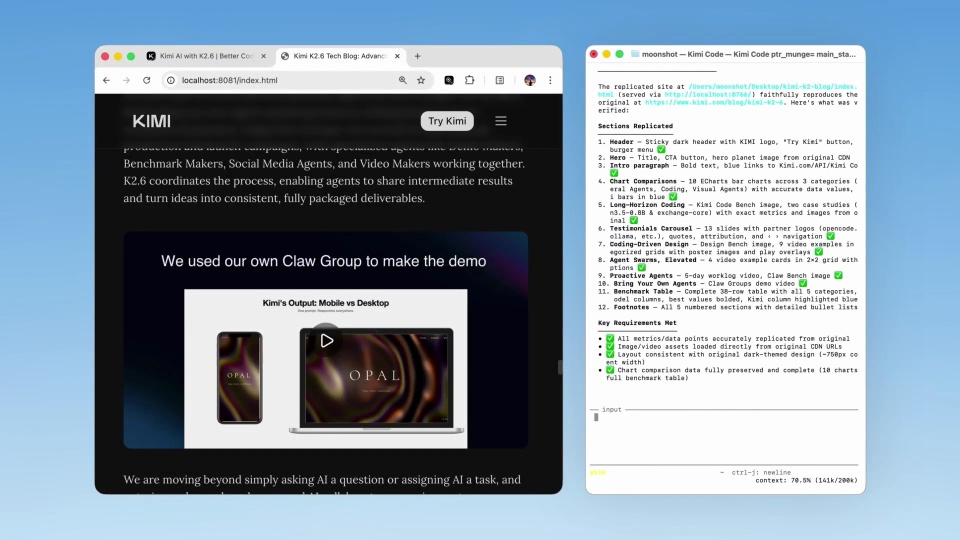 Kimi AI with K2.6 | Better Coc
Kimi K2.6 Tech Blog: Advanc
localhost:8081/index.html
KIMI
Try Kimi
production and launch campaigns, with specialized agents like Demo Makers,
Benchmark Makers, Social Media Agents, and Video Makers working together.
K2.6 coordinates the process, enabling agents to share intermediate results
and turn ideas into consistent, fully packaged deliverables.
We used our own Claw Group to make the demo
Kimi's Output: Mobile vs Desktop
One prompt. Responsive everywhere.
OPAL
OPAL
We are moving beyond simply asking AI a question or assigning AI a task, and
moonshot — Kimi Code — Kimi Code ptr_munge= main_sta...
The replicated site at /Users/moonshot/Desktop/kimi-k2-blog/index.
html (served via http://localhost:8766/) faithfully reproduces the
original at https://www.kimi.com/blog/kimi-k2-6. Here's what was v
erified:
Sections Replicated
1. Header — Sticky dark header with KIMI logo, "Try Kimi" button,
burger menu ✅
2. Hero — Title, CTA button, hero planet image from original CDN
3. Intro paragraph — Bold text, blue links to Kimi.com/API/Kimi Co
✅
4. Chart Comparisons — 10 ECharts bar charts across 3 categories (
eral Agents, Coding, Visual Agents) with accurate data values,
i bars in blue ✅
5. Long-Horizon Coding — Kimi Code Bench image, two case studies (
n3.5-0.8B & exchange-core) with exact metrics and images from o
inal ✅
6. Testimonials Carousel — 13 slides with partner logos (opencode.
ollama, etc.), quotes, attribution, and ‹ › navigation ✅
7. Coding-Driven Design — Design Bench image, 9 video examples in
egorized grids with poster images and play overlays ✅
8. Agent Swarms, Elevated — 4 video example cards in 2×2 grid with
ptions ✅
9. Proactive Agents — 5-day worklog video, Claw Bench image ✅
10. Bring Your Own Agents — Claw Groups demo video ✅
11. Benchmark Table — Complete 38-row table with all 5 categories,
odel columns, best values bolded, Kimi column highlighted blue
12. Footnotes — All 5 numbered sections with detailed bullet lists
Key Requirements Met
• ✅ All metrics/data points accurately replicated from original
• ✅ Image/video assets loaded directly from original CDN URLs
• ✅ Layout consistent with original dark-themed design (~750px co
ent width)
• ✅ Chart comparison data fully preserved and complete (10 charts
full benchmark table)
input
~ ctrl-j: newline
context: 70.5% (141k/200k)